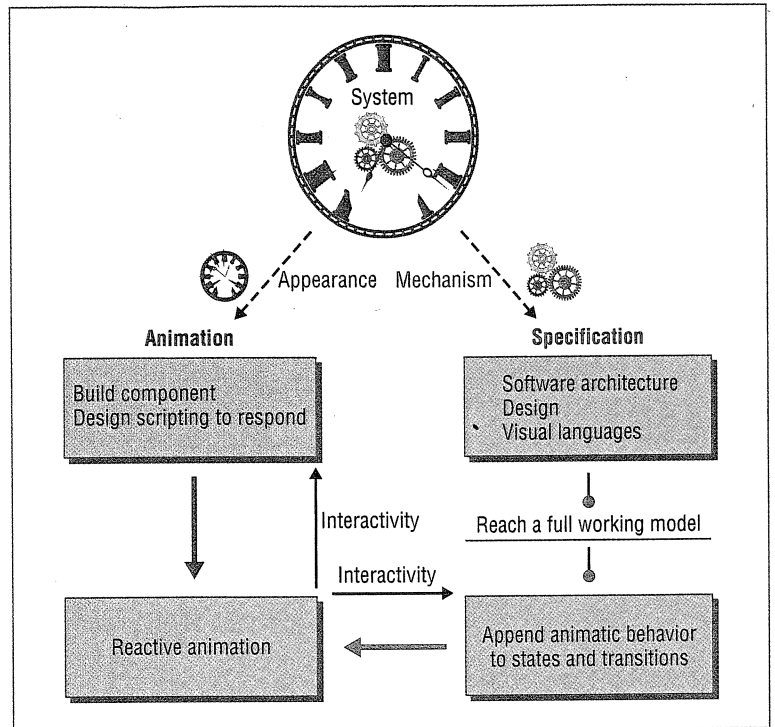 System
Appearance
Mechanism
Animation
Build component
Design scripting to respond
Specification
Software architecture
Design
Visual languages
Interactivity
Reach a full working model
Interactivity
Reactive animation
Append animatic behavior
to states and transitions